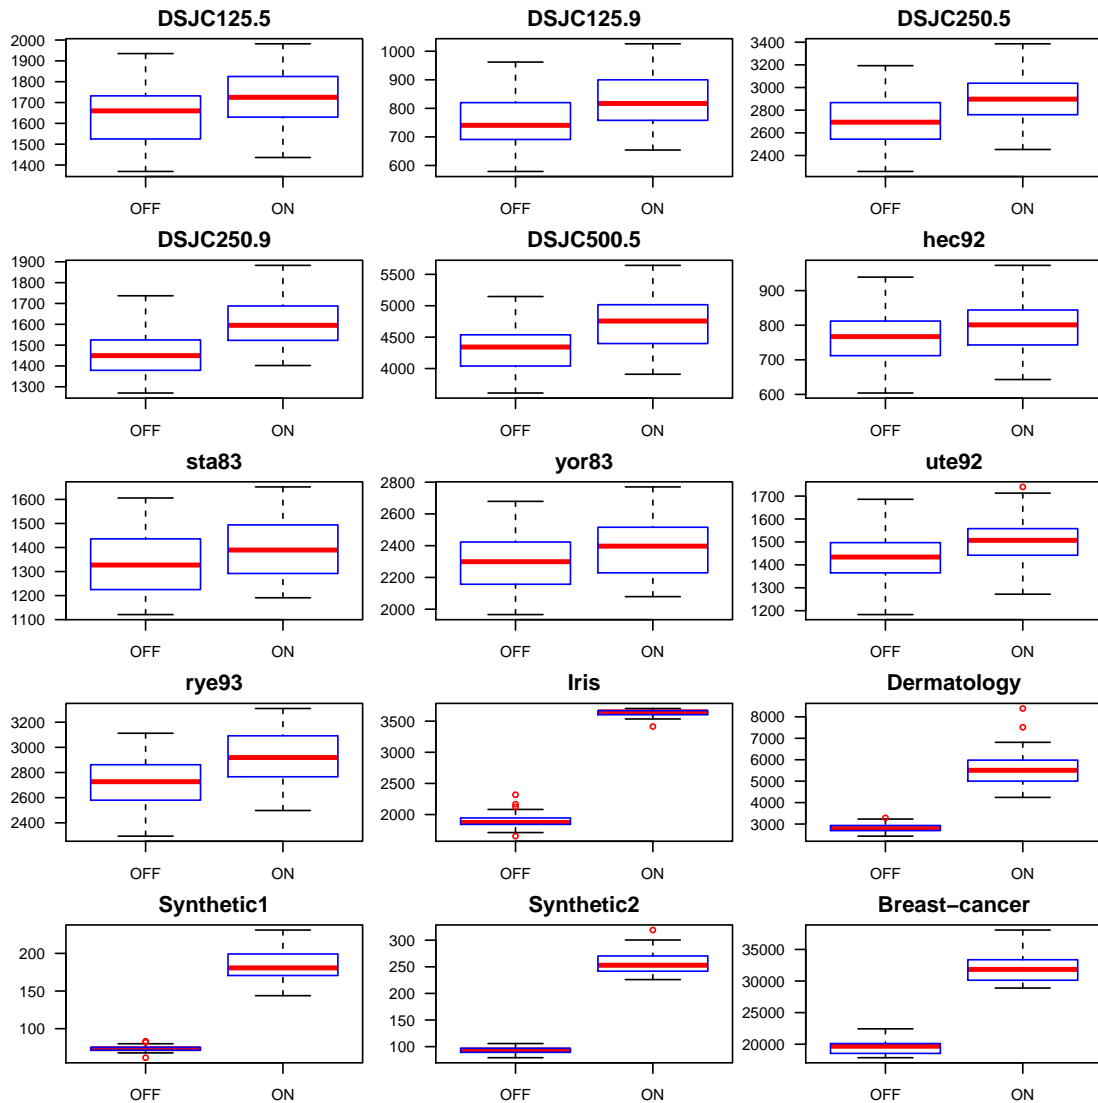 DSJC125.5
2000
1900
1800
1700
1600
1500
1400
OFF
ON
DSJC125.9
1000
900
800
700
600
OFF
ON
DSJC250.5
3400
3200
3000
2800
2600
2400
OFF
ON
DSJC250.9
1900
1800
1700
1600
1500
1400
1300
OFF
ON
DSJC500.5
5500
5000
4500
4000
OFF
ON
hec92
900
800
700
600
OFF
ON
sta83
1600
1500
1400
1300
1200
1100
OFF
ON
yor83
2800
2600
2400
2200
2000
OFF
ON
ute92
1700
1600
1500
1400
1300
1200
OFF
ON
rye93
3200
3000
2800
2600
2400
OFF
ON
Iris
3500
3000
2500
2000
OFF
ON
Dermatology
8000
7000
6000
5000
4000
3000
OFF
ON
Synthetic1
200
150
100
OFF
ON
Synthetic2
300
250
200
150
100
OFF
ON
Breast−cancer
35000
30000
25000
20000
OFF
ON